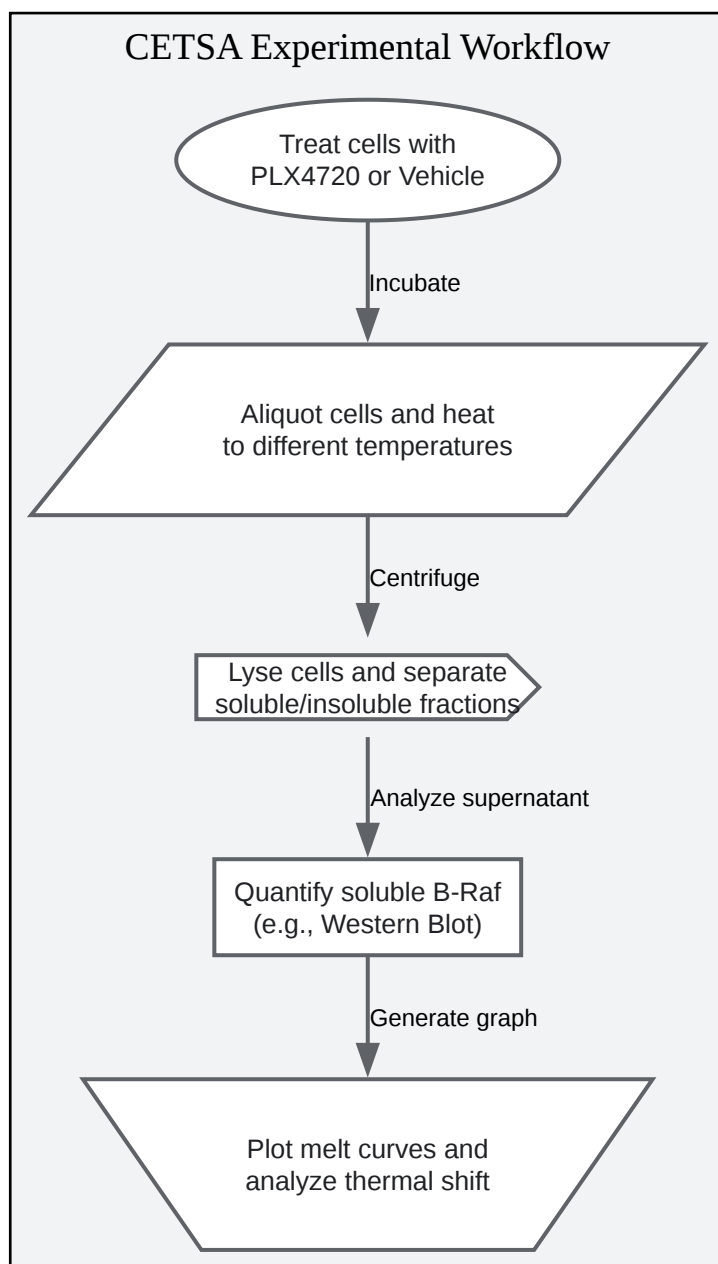 CETSA Experimental Workflow
Treat cells with
PLX4720 or Vehicle
Incubate
Aliquot cells and heat
to different temperatures
Centrifuge
Lyse cells and separate
soluble/insoluble fractions
Analyze supernatant
Quantify soluble B-Raf
(e.g., Western Blot)
Generate graph
Plot melt curves and
analyze thermal shift